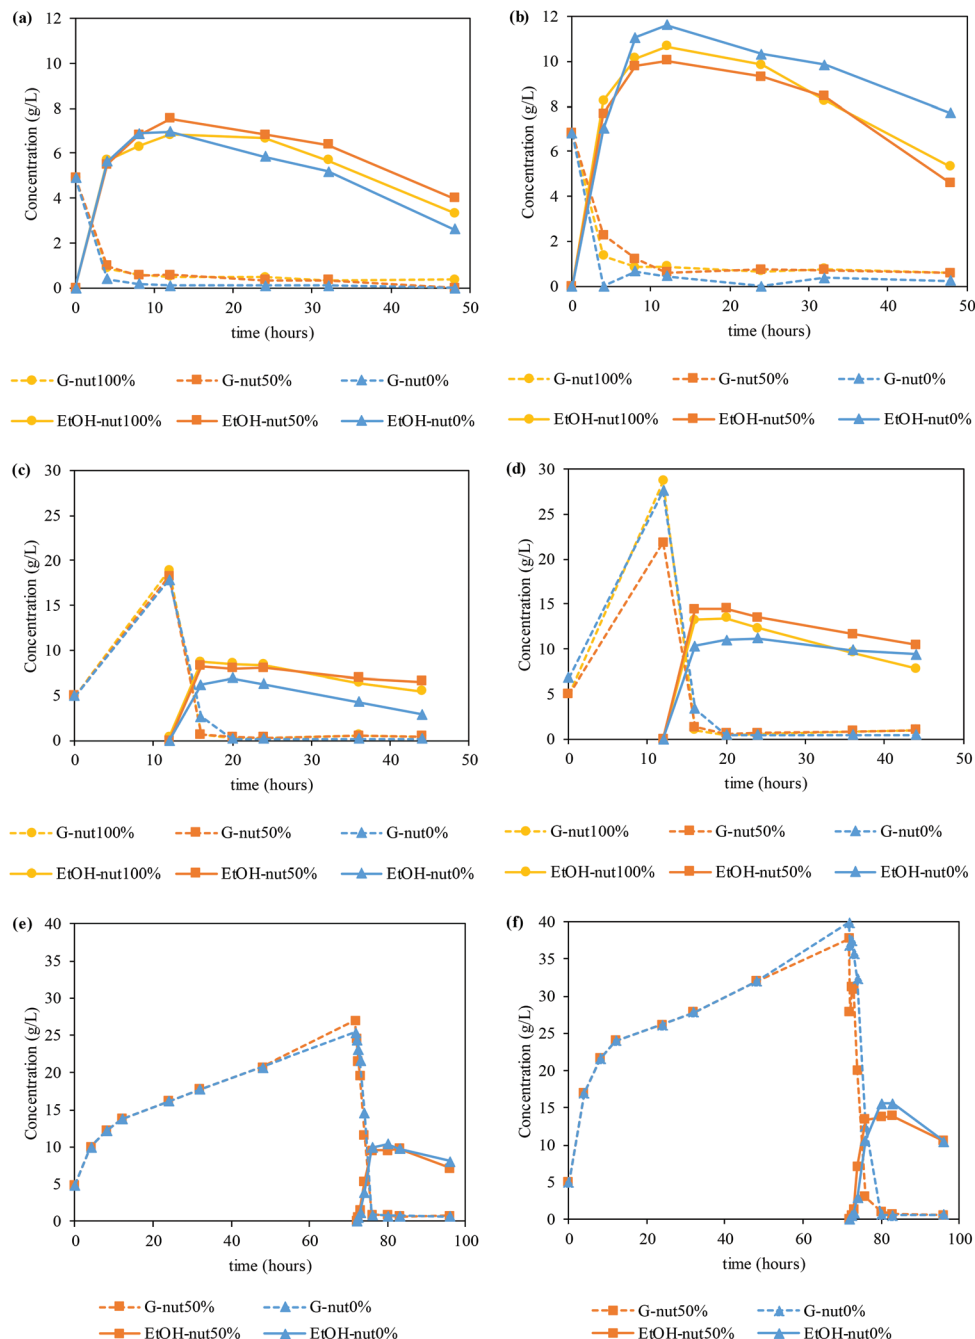 (a)
12
10
8
6
4
2
0
Concentration (g/L)
0 10 20 30 40 50
time (hours)
G-nut100% G-nut50% G-nut0%
EtOH-nut100% EtOH-nut50% EtOH-nut0%
(b)
12
10
8
6
4
2
0
Concentration (g/L)
0 10 20 30 40 50
time (hours)
G-nut100% G-nut50% G-nut0%
EtOH-nut100% EtOH-nut50% EtOH-nut0%
(c)
30
25
20
15
10
5
0
Concentration (g/L)
0 10 20 30 40 50
time (hours)
G-nut100% G-nut50% G-nut0%
EtOH-nut100% EtOH-nut50% EtOH-nut0%
(d)
30
25
20
15
10
5
0
Concentration (g/L)
0 10 20 30 40 50
time (hours)
G-nut100% G-nut50% G-nut0%
EtOH-nut100% EtOH-nut50% EtOH-nut0%
(e)
40
35
30
25
20
15
10
5
0
Concentration (g/L)
0 20 40 60 80 100
time (hours)
G-nut50% G-nut0%
EtOH-nut50% EtOH-nut0%
(f)
40
35
30
25
20
15
10
5
0
Concentration (g/L)
0 20 40 60 80 100
time (hours)
G-nut50% G-nut0%
EtOH-nut50% EtOH-nut0%